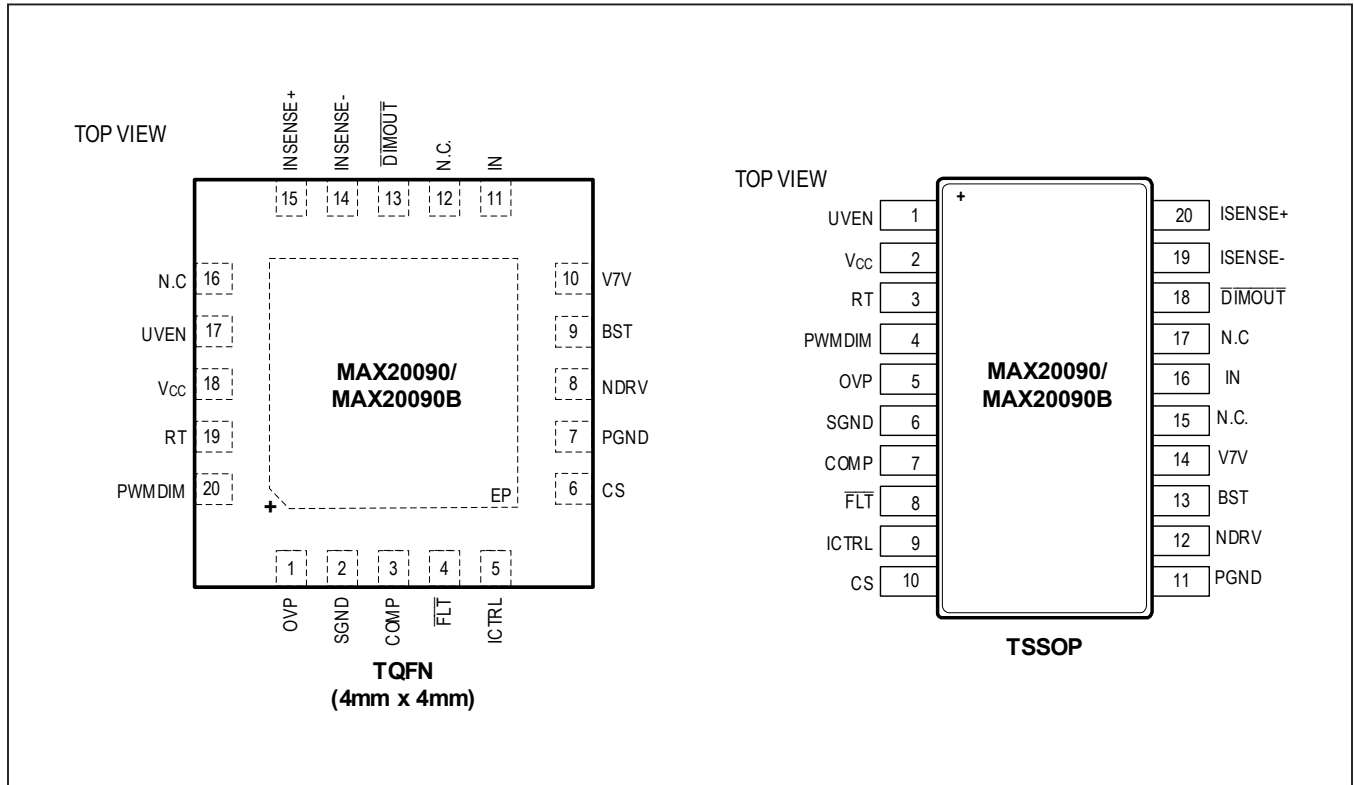 TOP VIEW
INSENSE+
INSENSE-
DIMOUT
N.C.
IN
15
14
13
12
11
N.C
16
UVEN
17
VCC
18
RT
19
PWMDIM
20
10
V7V
9
BST
8
NDRV
7
PGND
6
CS
MAX20090/
MAX20090B
EP
+
1
2
3
4
5
OVP
SGND
COMP
FLT
ICTRL
TQFN
(4mm x 4mm)
TOP VIEW
+
UVEN
1
VCC
2
RT
3
PWMDIM
4
OVP
5
SGND
6
COMP
7
FLT
8
ICTRL
9
CS
10
MAX20090/
MAX20090B
20
ISENSE+
19
ISENSE-
18
DIMOUT
17
N.C
16
IN
15
N.C.
14
V7V
13
BST
12
NDRV
11
PGND
TSSOP